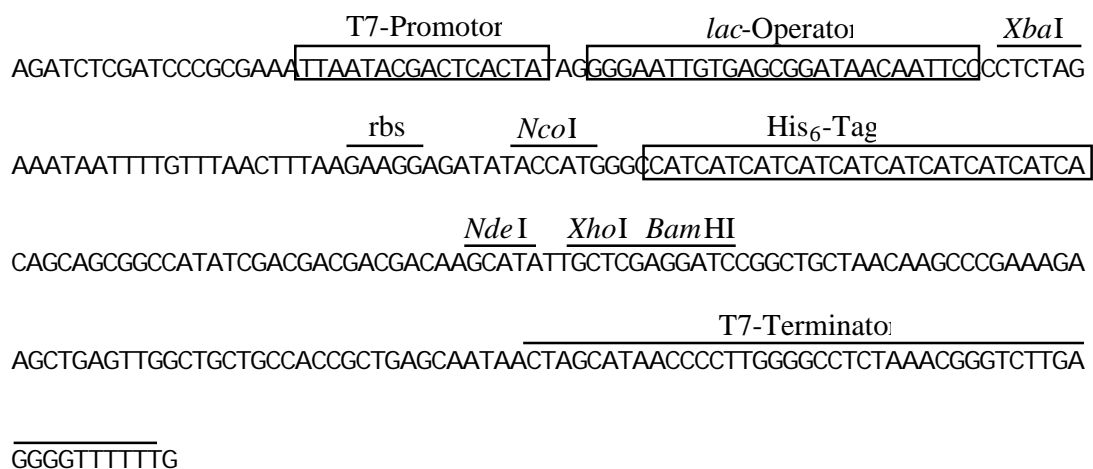 T7-Promotor lac-Operator XbaI
AGATCTCGATCCCGCGAAATTAATACGACTCACTATAGGGGAATTGTGAGCGGATAACAATTCCCCTCTAG
rbs NcoI His6-Tag
AAATAATTTTGTTTAACTTTAAGAAGGAGATATACCATGGGCCATCATCATCATCATCATCATCATCATCA
NdeI XhoI BamHI
CAGCAGCGGCCATATCGACGACGACGACAAGCATATTGCTCGAGGATCCGGCTGCTAACAAGCCCGAAAGA
T7-Terminator
AGCTGAGTTGGCTGCTGCCACCGCTGAGCAATAACTAGCATAACCCCTTGGGGCCTCTAAACGGGTCTTGA
GGGGTTTTTTG